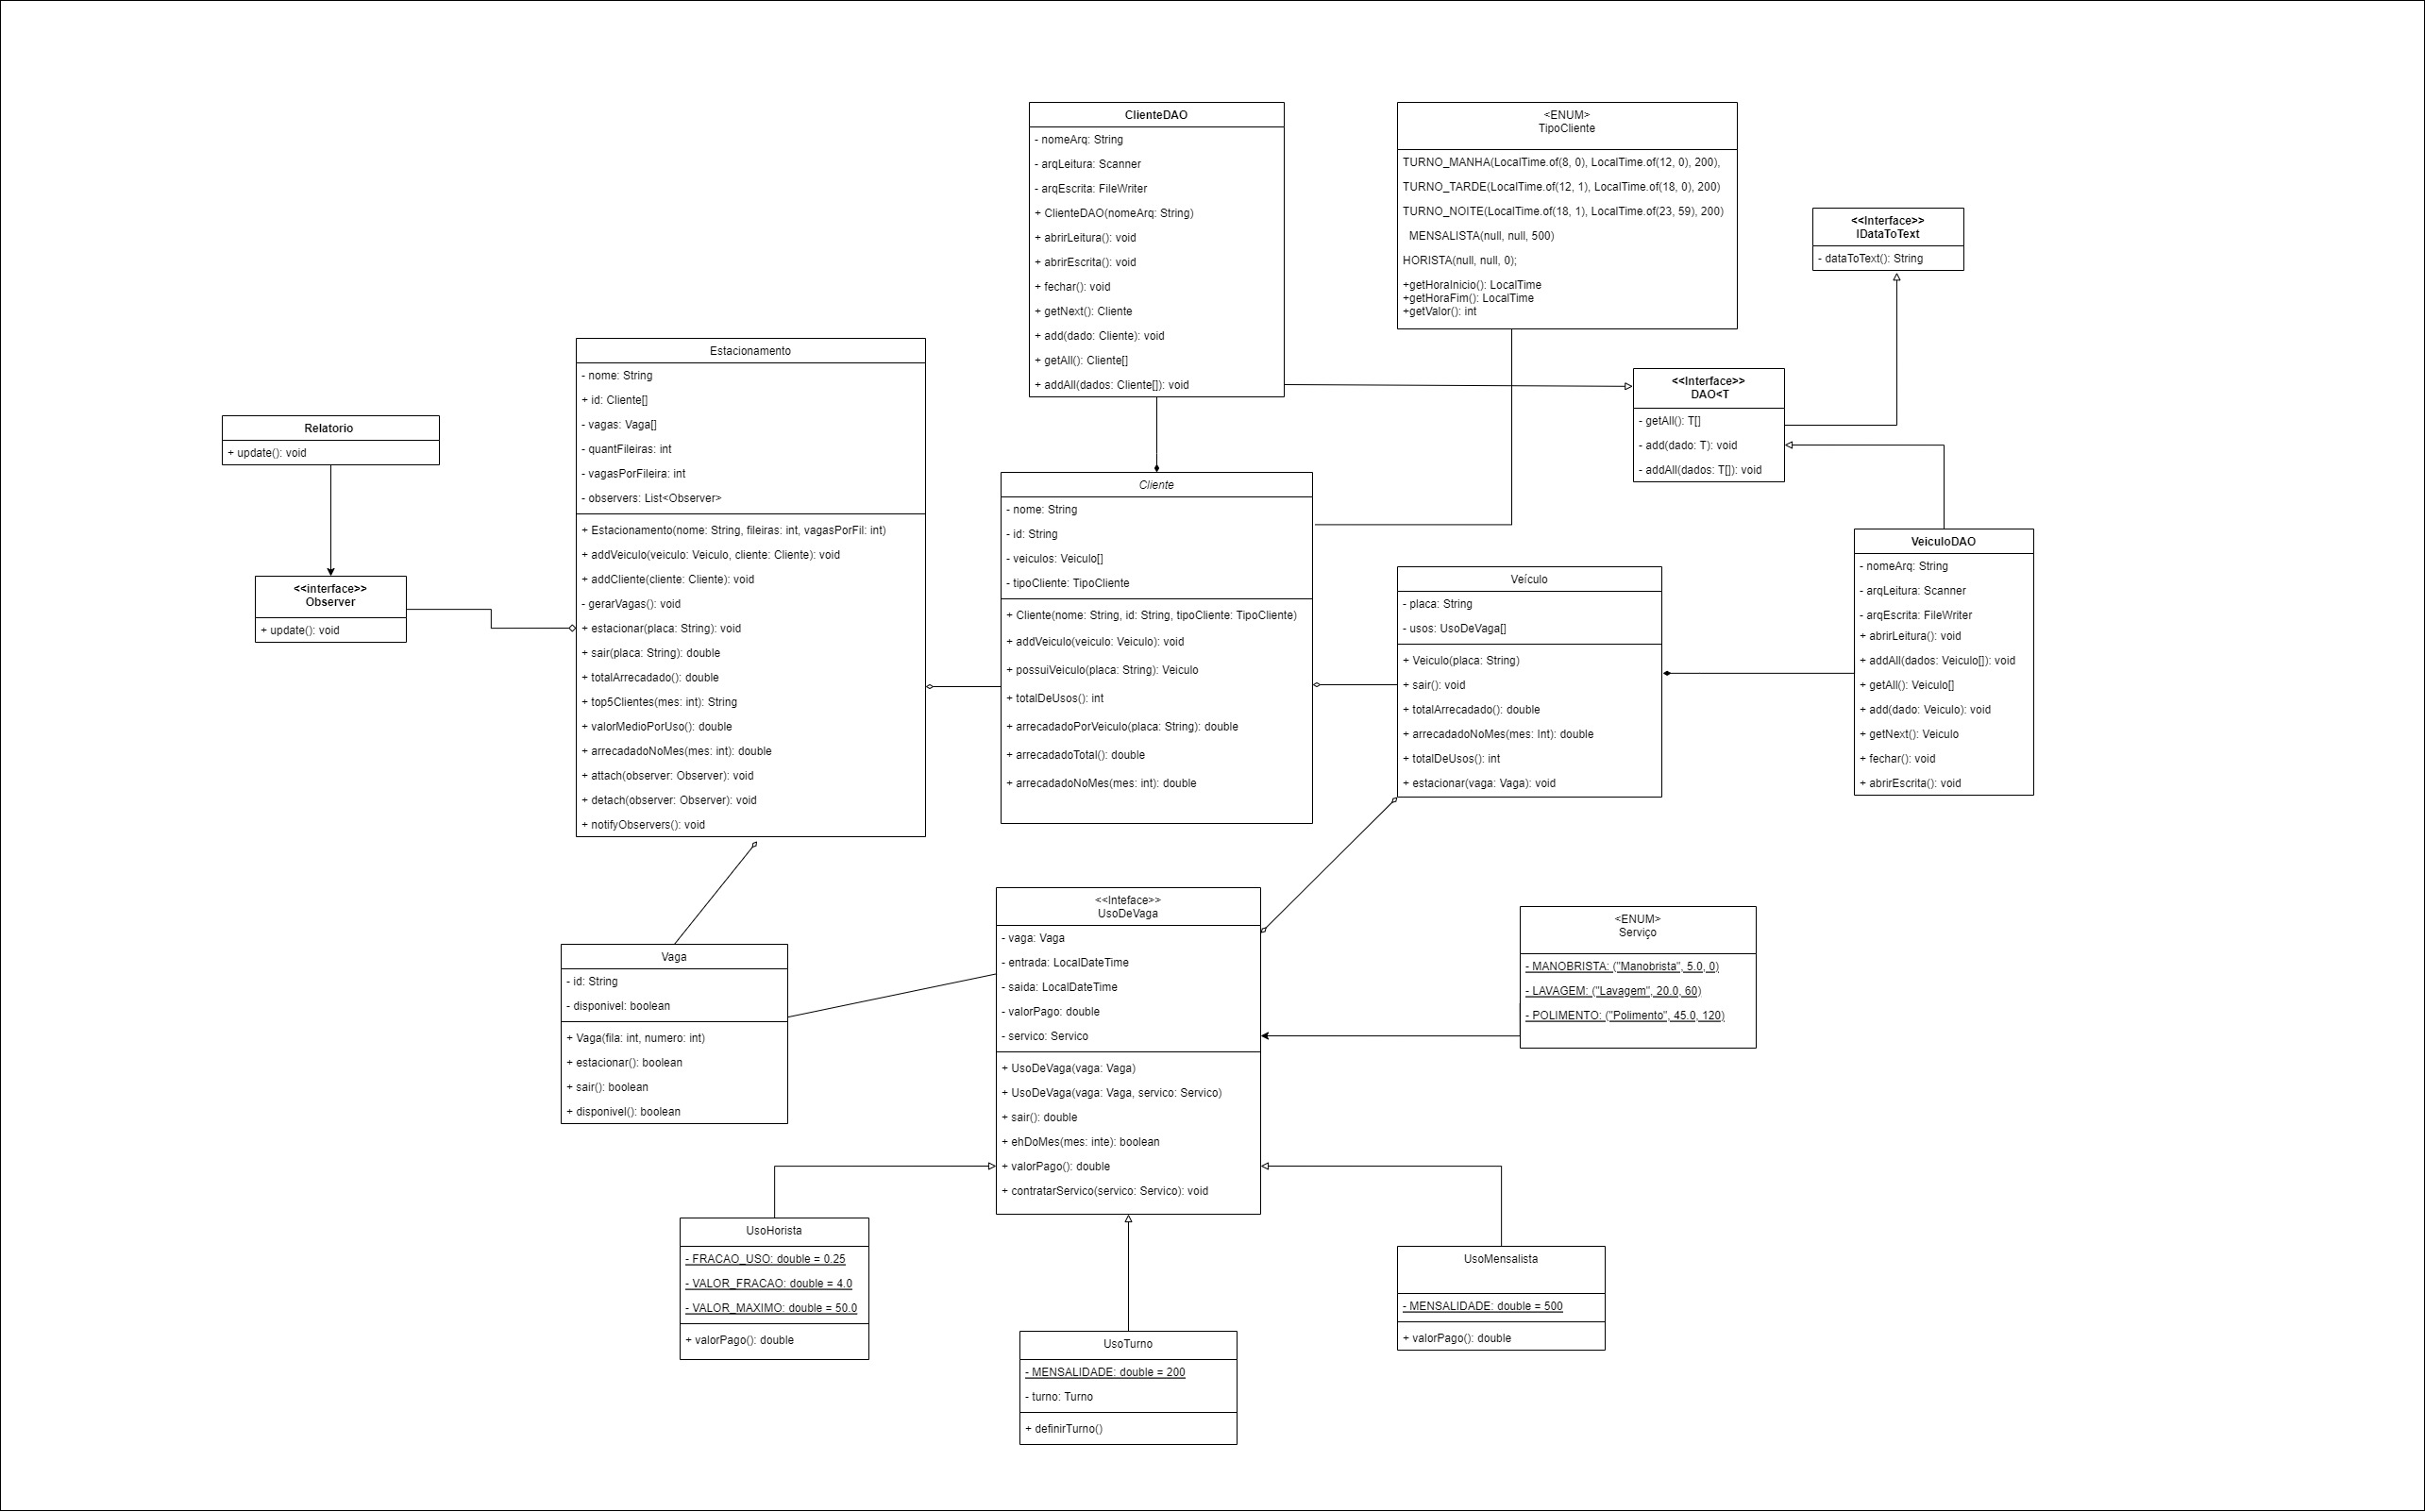 ClienteDAO
- nomeArq: String
- arqLeitura: Scanner
- arqEscrita: FileWriter
+ ClienteDAO(nomeArq: String)
+ abrirLeitura(): void
+ abrirEscrita(): void
+ fechar(): void
+ getNext(): Cliente
+ add(dado: Cliente): void
+ getAll(): Cliente[]
+ addAll(dados: Cliente[]): void
<ENUM>
TipoCliente
TURNO_MANHA(LocalTime.of(8, 0), LocalTime.of(12, 0), 200),
TURNO_TARDE(LocalTime.of(12, 1), LocalTime.of(18, 0), 200)
TURNO_NOITE(LocalTime.of(18, 1), LocalTime.of(23, 59), 200)
MENSALISTA(null, null, 500)
HORISTA(null, null, 0);
+getHoraInicio(): LocalTime
+getHoraFim(): LocalTime
+getValor(): int
<<Interface>>
IDataToText
- dataToText(): String
Estacionamento
- nome: String
+ id: Cliente[]
- vagas: Vaga[]
- quantFileiras: int
- vagasPorFileira: int
- observers: List<Observer>
+ Estacionamento(nome: String, fileiras: int, vagasPorFil: int)
+ addVeiculo(veiculo: Veiculo, cliente: Cliente): void
+ addCliente(cliente: Cliente): void
- gerarVagas(): void
+ estacionar(placa: String): void
+ sair(placa: String): double
+ totalArrecadado(): double
+ top5Clientes(mes: int): String
+ valorMedioPorUso(): double
+ arrecadadoNoMes(mes: int): double
+ attach(observer: Observer): void
+ detach(observer: Observer): void
+ notifyObservers(): void
<<Interface>>
DAO<T
- getAll(): T[]
- add(dado: T): void
- addAll(dados: T[]): void
Relatorio
+ update(): void
<<interface>>
Observer
+ update(): void
Cliente
- nome: String
- id: String
- veiculos: Veiculo[]
- tipoCliente: TipoCliente
+ Cliente(nome: String, id: String, tipoCliente: TipoCliente)
+ addVeiculo(veiculo: Veiculo): void
+ possuiVeiculo(placa: String): Veiculo
+ totalDeUsos(): int
+ arrecadadoPorVeiculo(placa: String): double
+ arrecadadoTotal(): double
+ arrecadadoNoMes(mes: int): double
Veículo
- placa: String
- usos: UsoDeVaga[]
+ Veiculo(placa: String)
+ sair(): void
+ totalArrecadado(): double
+ arrecadadoNoMes(mes: Int): double
+ totalDeUsos(): int
+ estacionar(vaga: Vaga): void
VeiculoDAO
- nomeArq: String
- arqLeitura: Scanner
- arqEscrita: FileWriter
+ abrirLeitura(): void
+ addAll(dados: Veiculo[]): void
+ getAll(): Veiculo[]
+ add(dado: Veiculo): void
+ getNext(): Veiculo
+ fechar(): void
+ abrirEscrita(): void
Vaga
- id: String
- disponivel: boolean
+ Vaga(fila: int, numero: int)
+ estacionar(): boolean
+ sair(): boolean
+ disponivel(): boolean
<<Inteface>>
UsoDeVaga
- vaga: Vaga
- entrada: LocalDateTime
- saida: LocalDateTime
- valorPago: double
- servico: Servico
+ UsoDeVaga(vaga: Vaga)
+ UsoDeVaga(vaga: Vaga, servico: Servico)
+ sair(): double
+ ehDoMes(mes: inte): boolean
+ valorPago(): double
+ contratarServico(servico: Servico): void
<ENUM>
Serviço
- MANOBRISTA: ("Manobrista", 5.0, 0)
- LAVAGEM: ("Lavagem", 20.0, 60)
- POLIMENTO: ("Polimento", 45.0, 120)
UsoHorista
- FRACAO_USO: double = 0.25
- VALOR_FRACAO: double = 4.0
- VALOR_MAXIMO: double = 50.0
+ valorPago(): double
UsoTurno
- MENSALIDADE: double = 200
- turno: Turno
+ definirTurno()
UsoMensalista
- MENSALIDADE: double = 500
+ valorPago(): double